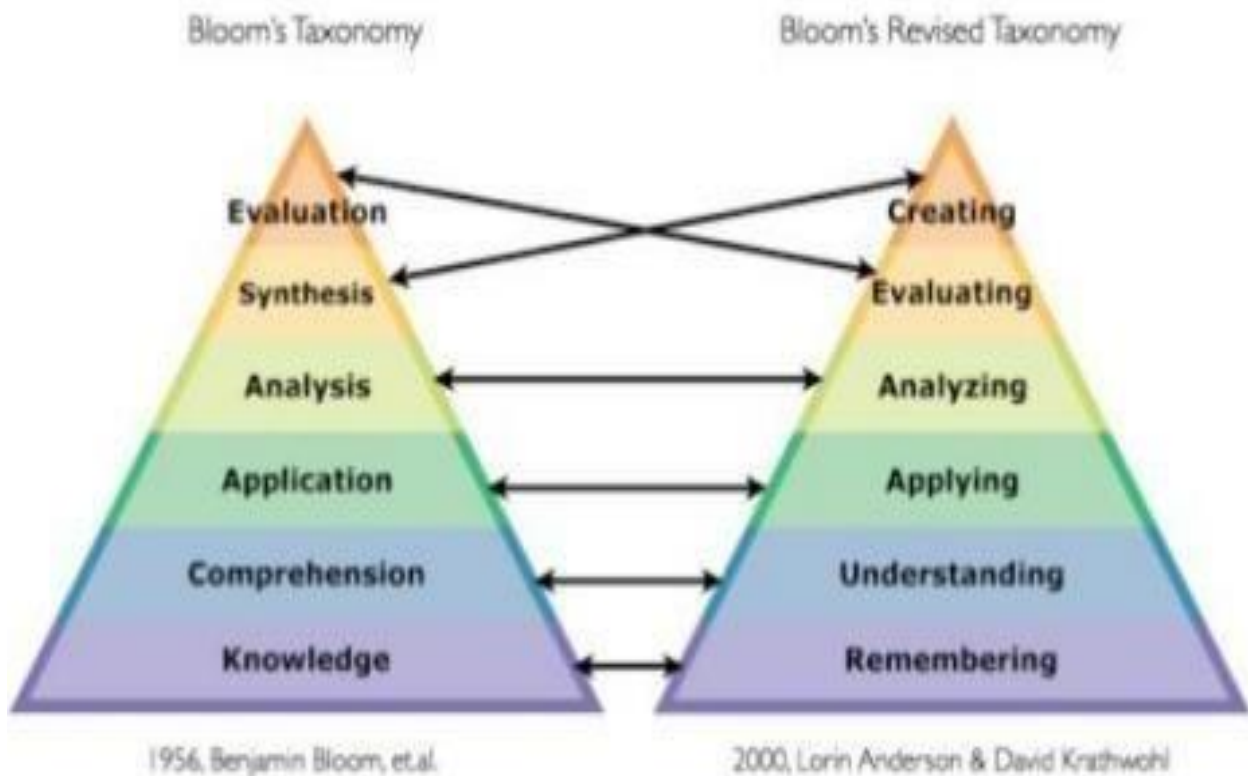 Bloom's Taxonomy
Bloom's Revised Taxonomy
Evaluation
Synthesis
Analysis
Application
Comprehension
Knowledge
1956, Benjamin Bloom, et.al.
Creating
Evaluating
Analyzing
Applying
Understanding
Remembering
2000, Lorin Anderson & David Krathwohl